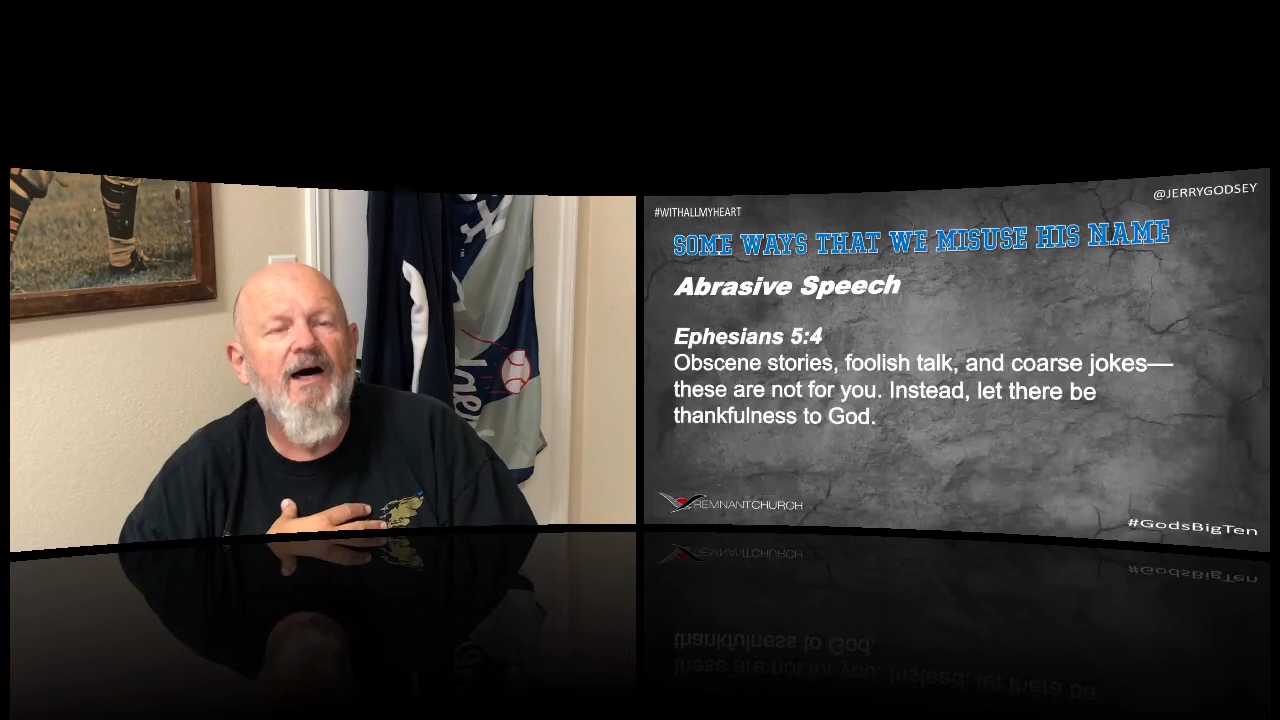 @JERRYGODSEY
#WITHALLMYHEART
SOME WAYS THAT WE MISUSE HIS NAME
Abrasive Speech
Ephesians 5:4
Obscene stories, foolish talk, and coarse jokes—
these are not for you. Instead, let there be
thankfulness to God.
REMNANTCHURCH
#GodsBigTen